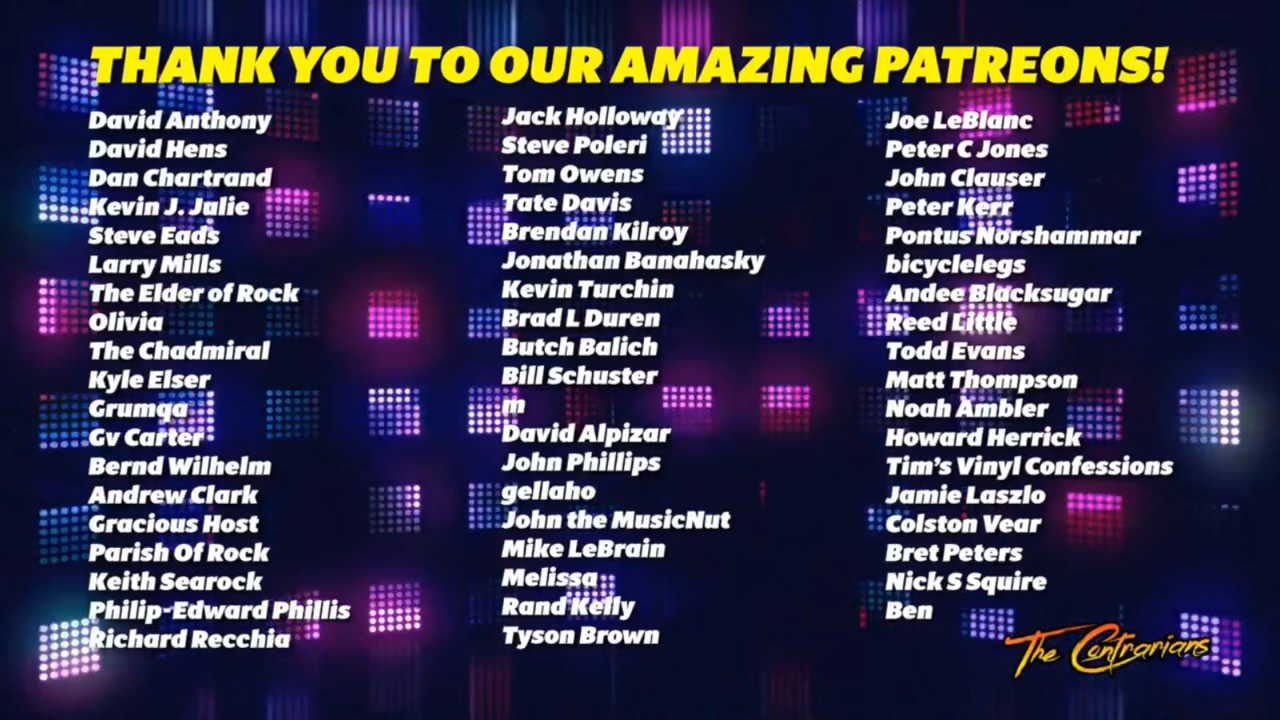 THANK YOU TO OUR AMAZING PATREONS!
David Anthony
David Hens
Dan Chartrand
Kevin J. Julie
Steve Eads
Larry Mills
The Elder of Rock
Olivia
The Chadmiral
Kyle Elser
Grumqa
Gv Carter
Bernd Wilhelm
Andrew Clark
Gracious Host
Parish Of Rock
Keith Searock
Philip-Edward Phillis
Richard Recchia
Jack Holloway
Steve Poleri
Tom Owens
Tate Davis
Brendan Kilroy
Jonathan Banahasky
Kevin Turchin
Brad L Duren
Butch Balich
Bill Schuster
m
David Alpizar
John Phillips
gellaho
John the MusicNut
Mike LeBrain
Melissa
Rand Kelly
Tyson Brown
Joe LeBlanc
Peter C Jones
John Clauser
Peter Kerr
Pontus Norshammar
bicyclelegs
Andee Blacksugar
Reed Little
Todd Evans
Matt Thompson
Noah Ambler
Howard Herrick
Tim's Vinyl Confessions
Jamie Laszlo
Colston Vear
Bret Peters
Nick S Squire
Ben
The Contrarians